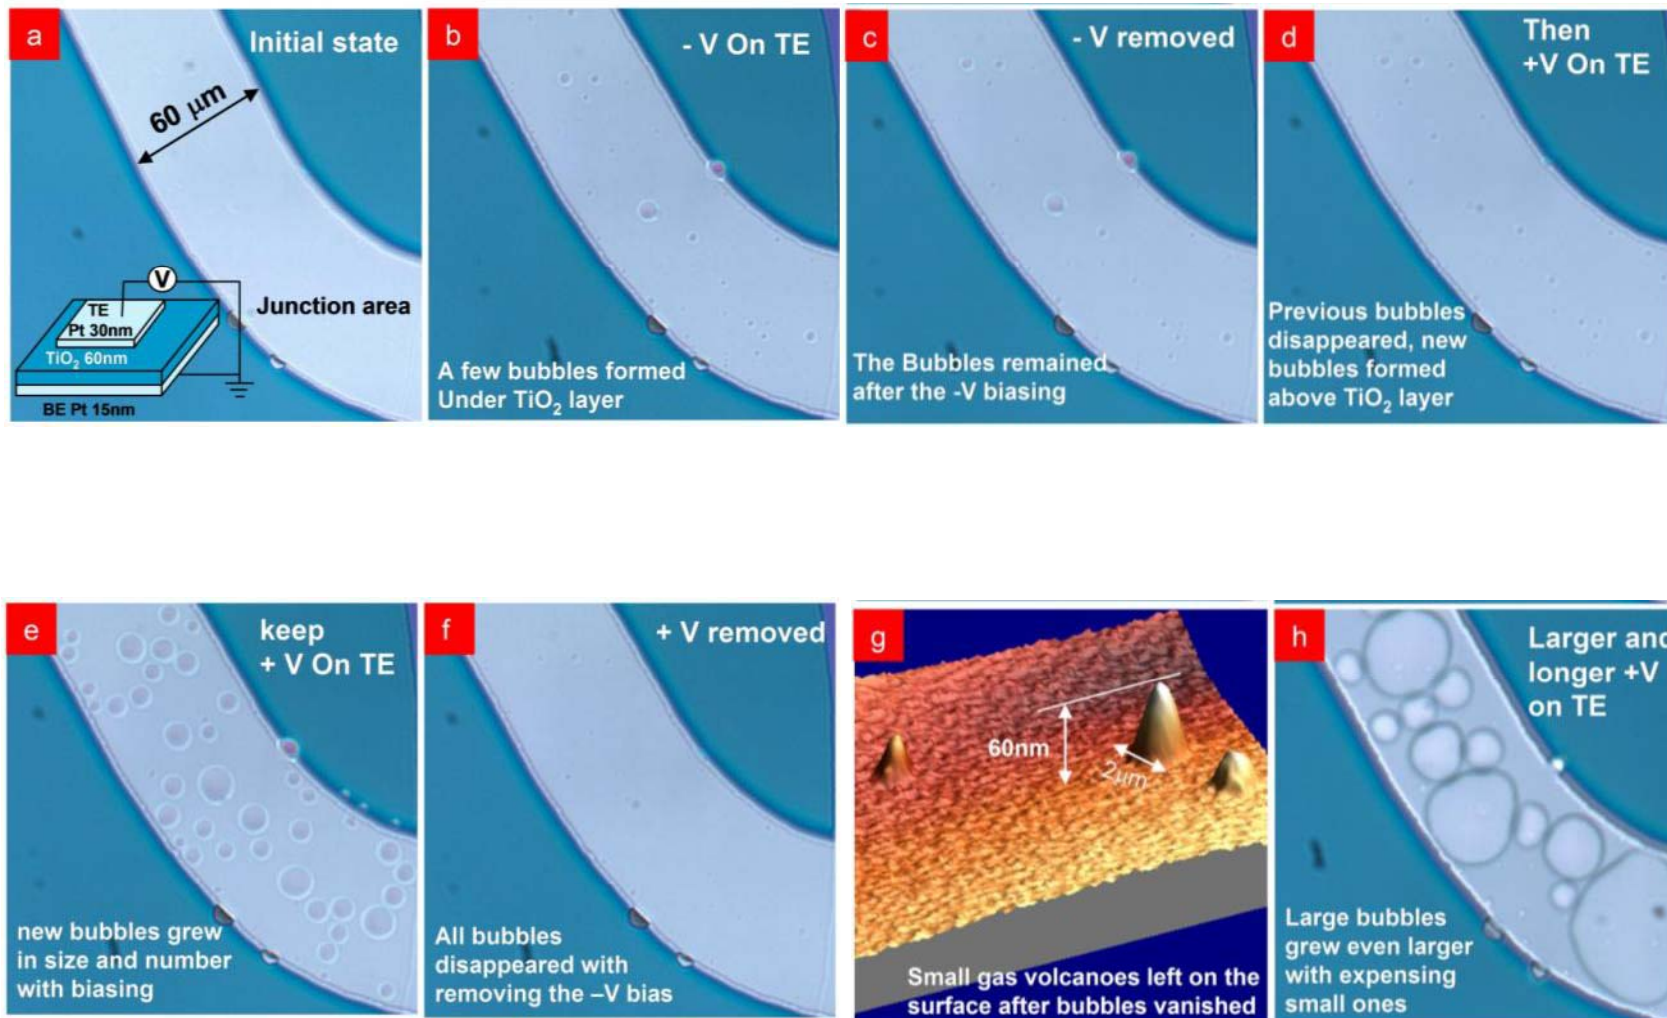 a
Initial state
60 μm
V
TE
Pt 30nm
TiO₂ 60nm
BE Pt 15nm
Junction area
b
- V On TE
A few bubbles formed
Under TiO₂ layer
c
- V removed
The Bubbles remained
after the -V biasing
d
Then
+V On TE
Previous bubbles
disappeared, new
bubbles formed
above TiO₂ layer
e
keep
+ V On TE
new bubbles grew
in size and number
with biasing
f
+ V removed
All bubbles
disappeared with
removing the –V bias
g
60nm
2μm
Small gas volcanoes left on the
surface after bubbles vanished
h
Larger and
longer +V
on TE
Large bubbles
grew even larger
with expensing
small ones